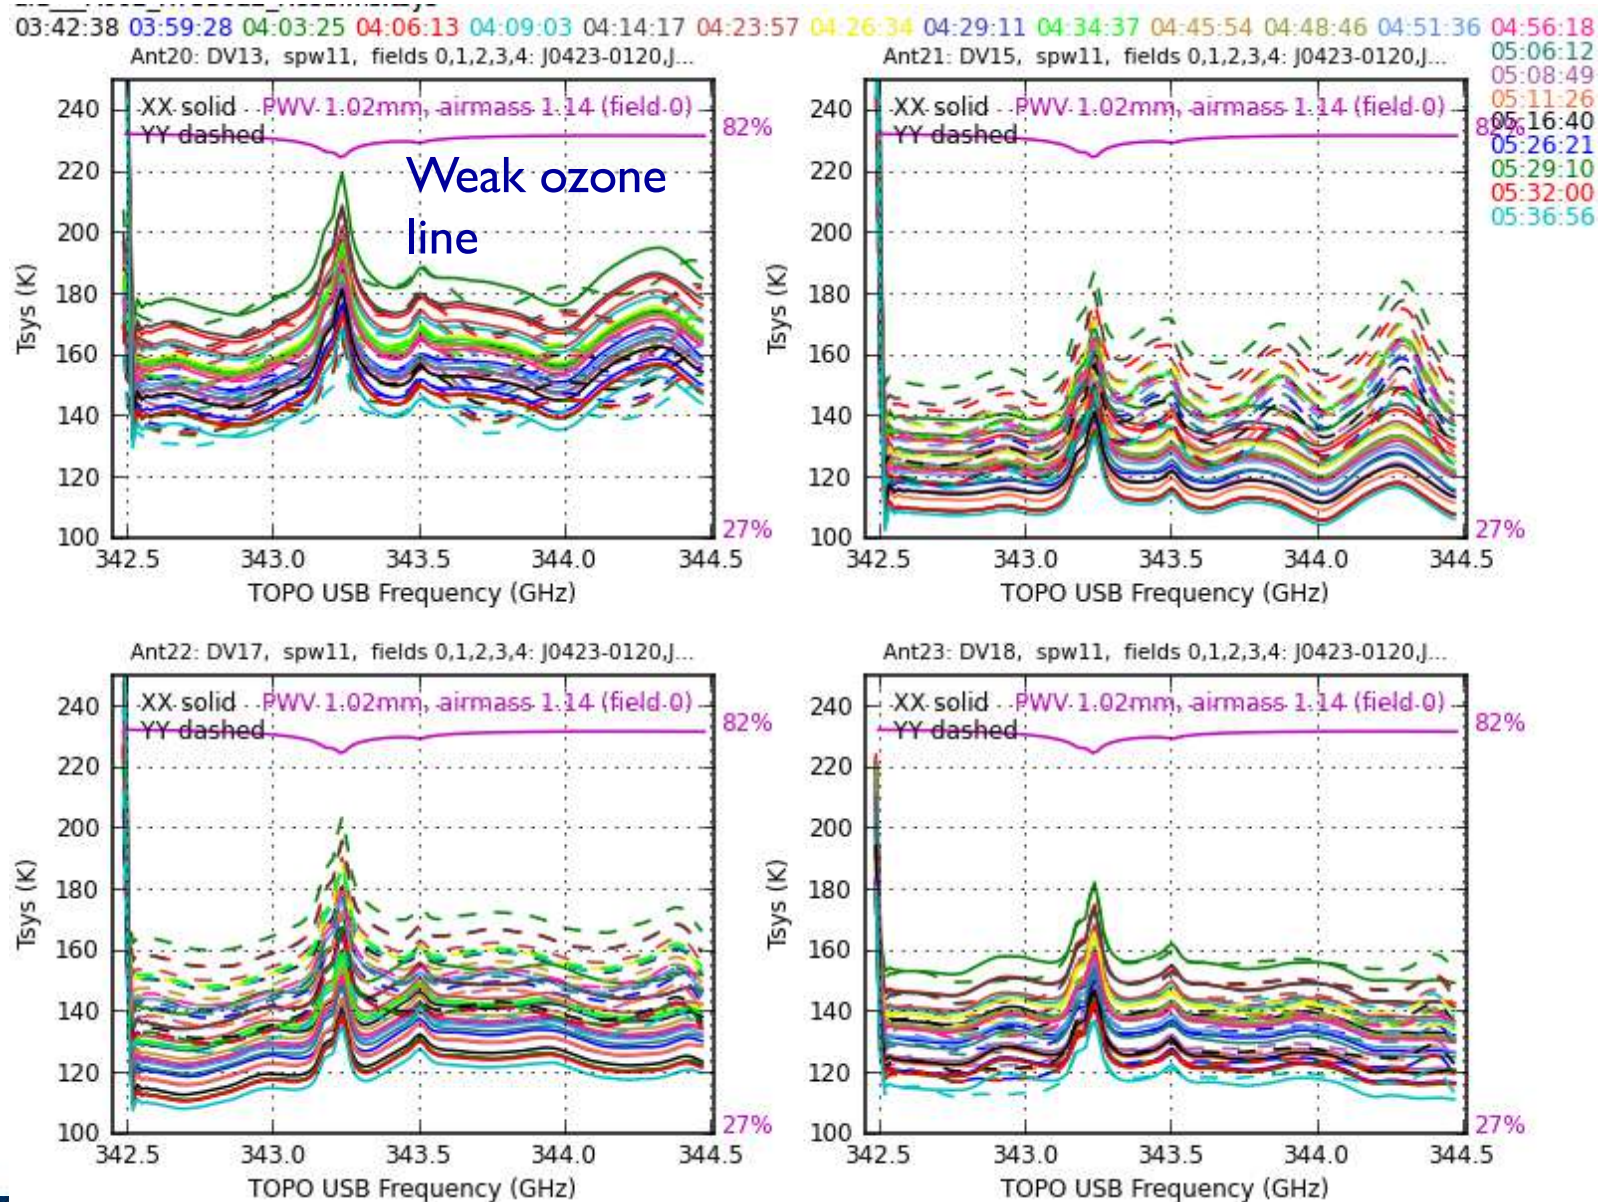 03:42:38 03:59:28 04:03:25 04:06:13 04:09:03 04:14:17 04:23:57 04:26:34 04:29:11 04:34:37 04:45:54 04:48:46 04:51:36 04:56:18
05:06:12
05:08:49
05:11:26
05:16:40
05:26:21
05:29:10
05:32:00
05:36:56
Ant20: DV13, spw11, fields 0,1,2,3,4: J0423-0120,J...
XX solid PWV 1.02mm, airmass 1.14 (field 0)
YY dashed
82%
Weak ozone
line
27%
Tsys (K)
240
220
200
180
160
140
120
100
342.5 343.0 343.5 344.0 344.5
TOPO USB Frequency (GHz)
Ant21: DV15, spw11, fields 0,1,2,3,4: J0423-0120,J...
XX solid PWV 1.02mm, airmass 1.14 (field 0)
YY dashed
82%
27%
Tsys (K)
240
220
200
180
160
140
120
100
342.5 343.0 343.5 344.0 344.5
TOPO USB Frequency (GHz)
Ant22: DV17, spw11, fields 0,1,2,3,4: J0423-0120,J...
XX solid PWV 1.02mm, airmass 1.14 (field 0)
YY dashed
82%
27%
Tsys (K)
240
220
200
180
160
140
120
100
342.5 343.0 343.5 344.0 344.5
TOPO USB Frequency (GHz)
Ant23: DV18, spw11, fields 0,1,2,3,4: J0423-0120,J...
XX solid PWV 1.02mm, airmass 1.14 (field 0)
YY dashed
82%
27%
Tsys (K)
240
220
200
180
160
140
120
100
342.5 343.0 343.5 344.0 344.5
TOPO USB Frequency (GHz)